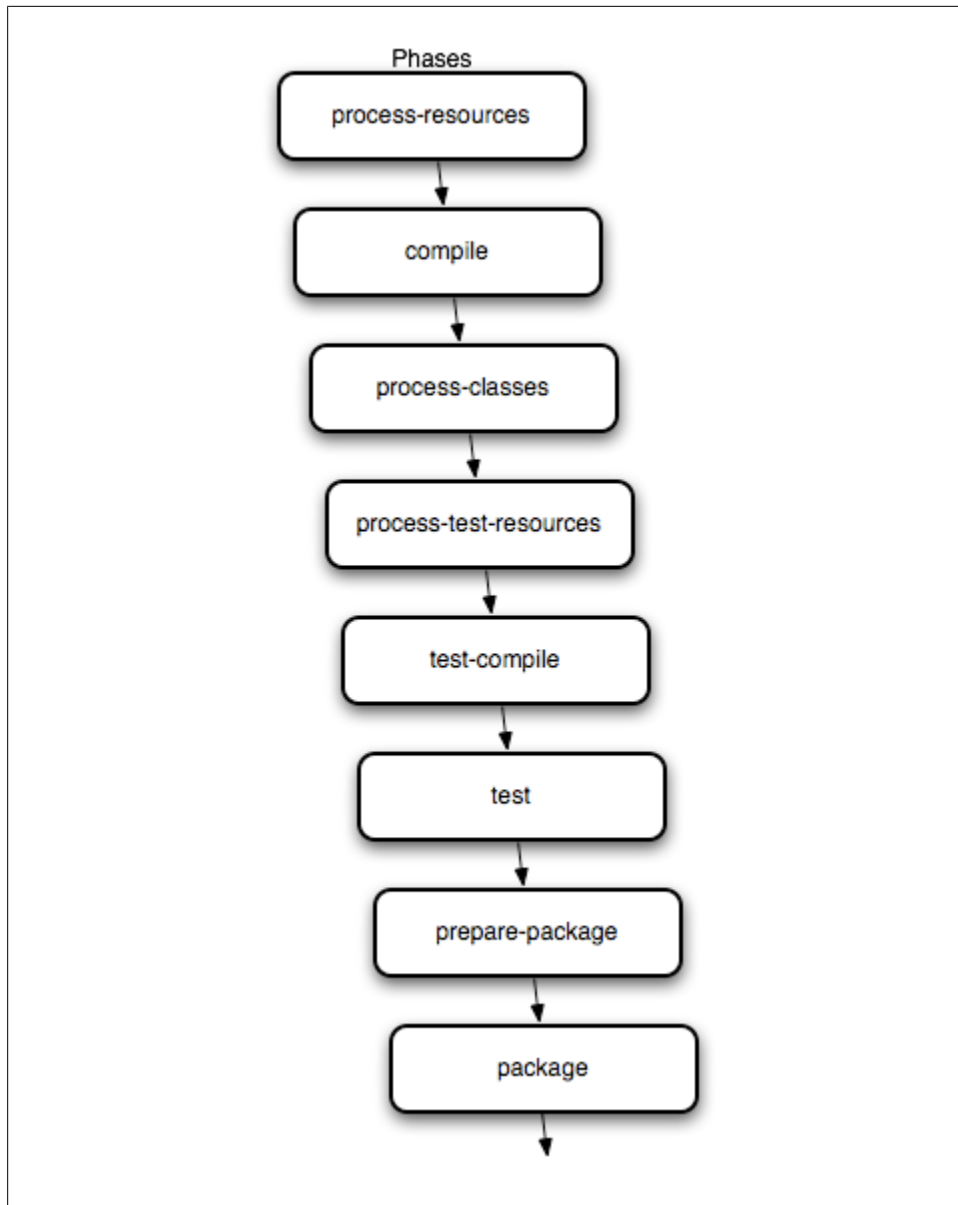 Phases
process-resources
compile
process-classes
process-test-resources
test-compile
test
prepare-package
package